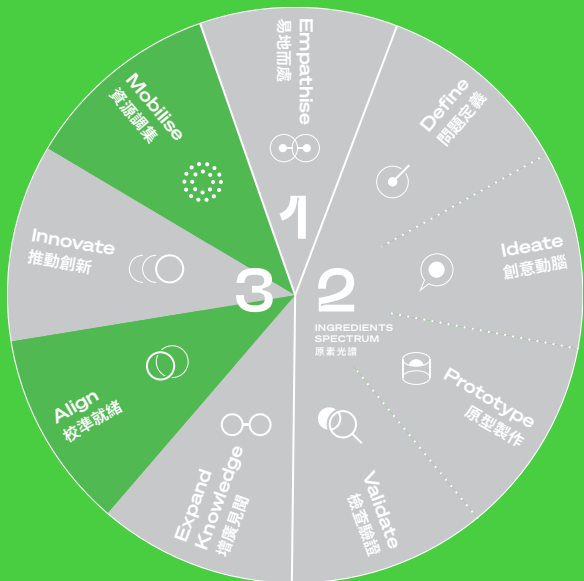 Empathise
易地而處
Define
問題定義
Ideate
創意動腦
Prototype
原型製作
Validate
檢查驗證
Expand
Knowledge
增廣見聞
Align
校準就緒
Innovate
推動創新
Mobilise
資源調集
1
2
3
INGREDIENTS
SPECTRUM
原素光譜